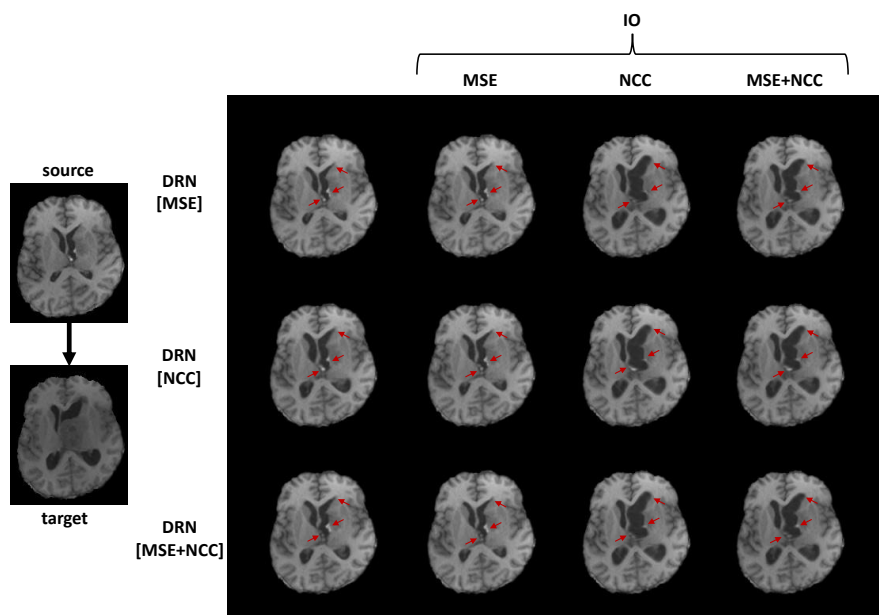 IO
MSE NCC MSE+NCC
source
DRN
[MSE]
DRN
[NCC]
target
DRN
[MSE+NCC]